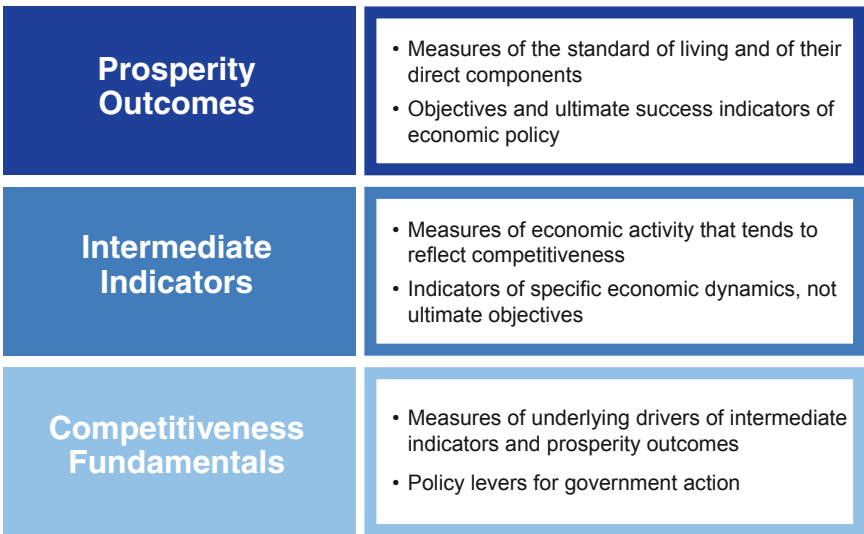 Prosperity
Outcomes
• Measures of the standard of living and of their
direct components
• Objectives and ultimate success indicators of
economic policy
Intermediate
Indicators
• Measures of economic activity that tends to
reflect competitiveness
• Indicators of specific economic dynamics, not
ultimate objectives
Competitiveness
Fundamentals
• Measures of underlying drivers of intermediate
indicators and prosperity outcomes
• Policy levers for government action